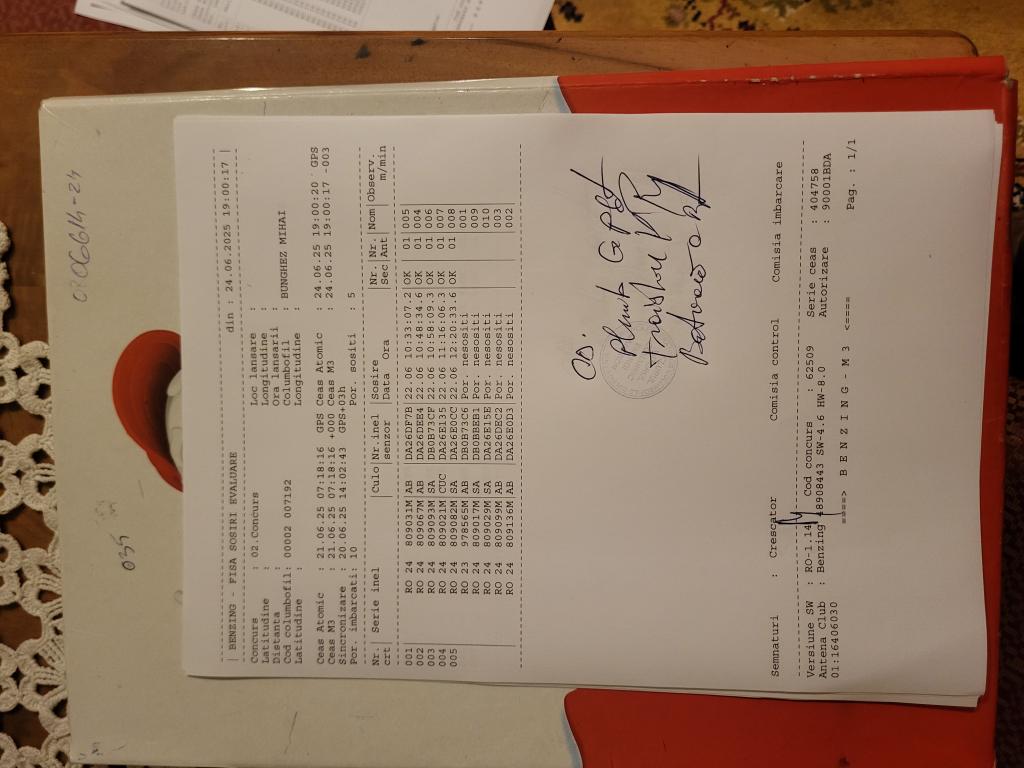 035
| BENZING - FISA SOSIRI EVALUARE din : 24.06.2025 19:00:17 |
Concurs : 02.Concurs Loc lansare :
Latitudine : Longitudine :
Distanta : Ora lansarii :
Cod columbofil: 00002 007192 Columbofil : BUNGHEZ MIHAI
Latitudine : Longitudine :
Ceas Atomic : 21.06.25 07:18:16 GPS Ceas Atomic : 24.06.25 19:00:20 GPS
Ceas M3 : 21.06.25 07:18:16 +000 Ceas M3 : 24.06.25 19:00:17 -003
Sincronizare : 20.06.25 14:02:43 GPS+03h
Por. imbarcati: 10 Por. sositi : 5
Nr.| Serie inel |Culo|Nr.inel |Sosire |Nr. |Nr. |Nom|Observ.
crt senzor |Data Ora |Sec |Ant | m/min
001 | RO 24 809031M AB |DA26DF7B|22.06 10:33:07.2|OK | 01|005
002 | RO 24 809067M AB |DA26DEE4|22.06 10:48:34.6|OK | 01|004
003 | RO 24 809093M SA |DB0B73CF|22.06 10:58:09.3|OK | 01|006
004 | RO 24 809021M CUC|DA26E135|22.06 11:16:06.3|OK | 01|007
005 | RO 24 809082M SA |DA26E0CC|22.06 12:20:33.6|OK | 01|008
RO 23 978565M AB |DB0B73C6|Por. nesositi |001
RO 24 809017M SA |DB0BBEB1|Por. nesositi |009
RO 24 809029M SA |DA26E15E|Por. nesositi |010
RO 24 809099M AB |DA26DEC2|Por. nesositi |003
RO 24 809136M AB |DA26E0D3|Por. nesositi |002
Semnaturi : Crescator Comisia control Comisia imbarcare
Versiune SW : RO-1.14 Cod concurs : 62509 Serie ceas : 404758
Antena Club : Benzing 48908443 SW-4.6 HW-8.0 Autorizare : 90001BDA
01:16406030
====> B E N Z I N G - M 3 <==== Pag. : 1/1